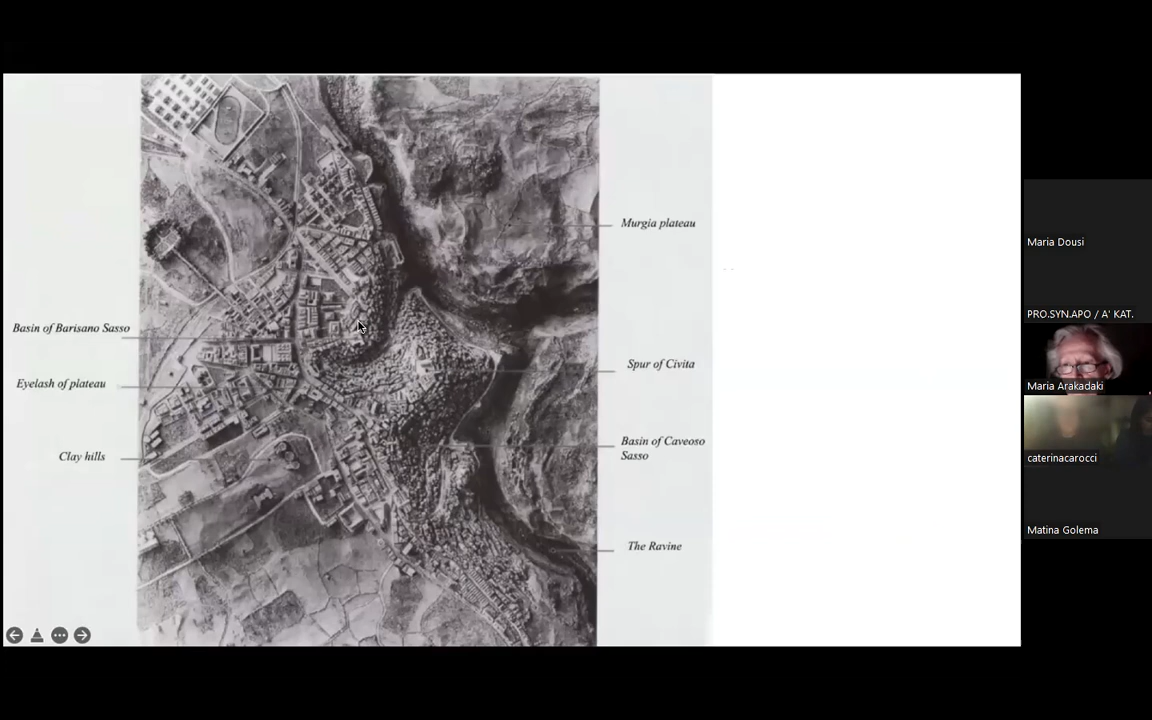 Murgia plateau
Basin of Barisano Sasso
Spur of Civita
Eyelash of plateau
Basin of Caveoso
Sasso
Clay hills
The Ravine
Maria Dousi
PRO.SYN.APO / A' KAT.
Maria Arakadaki
caterinacarocci
Matina Golema